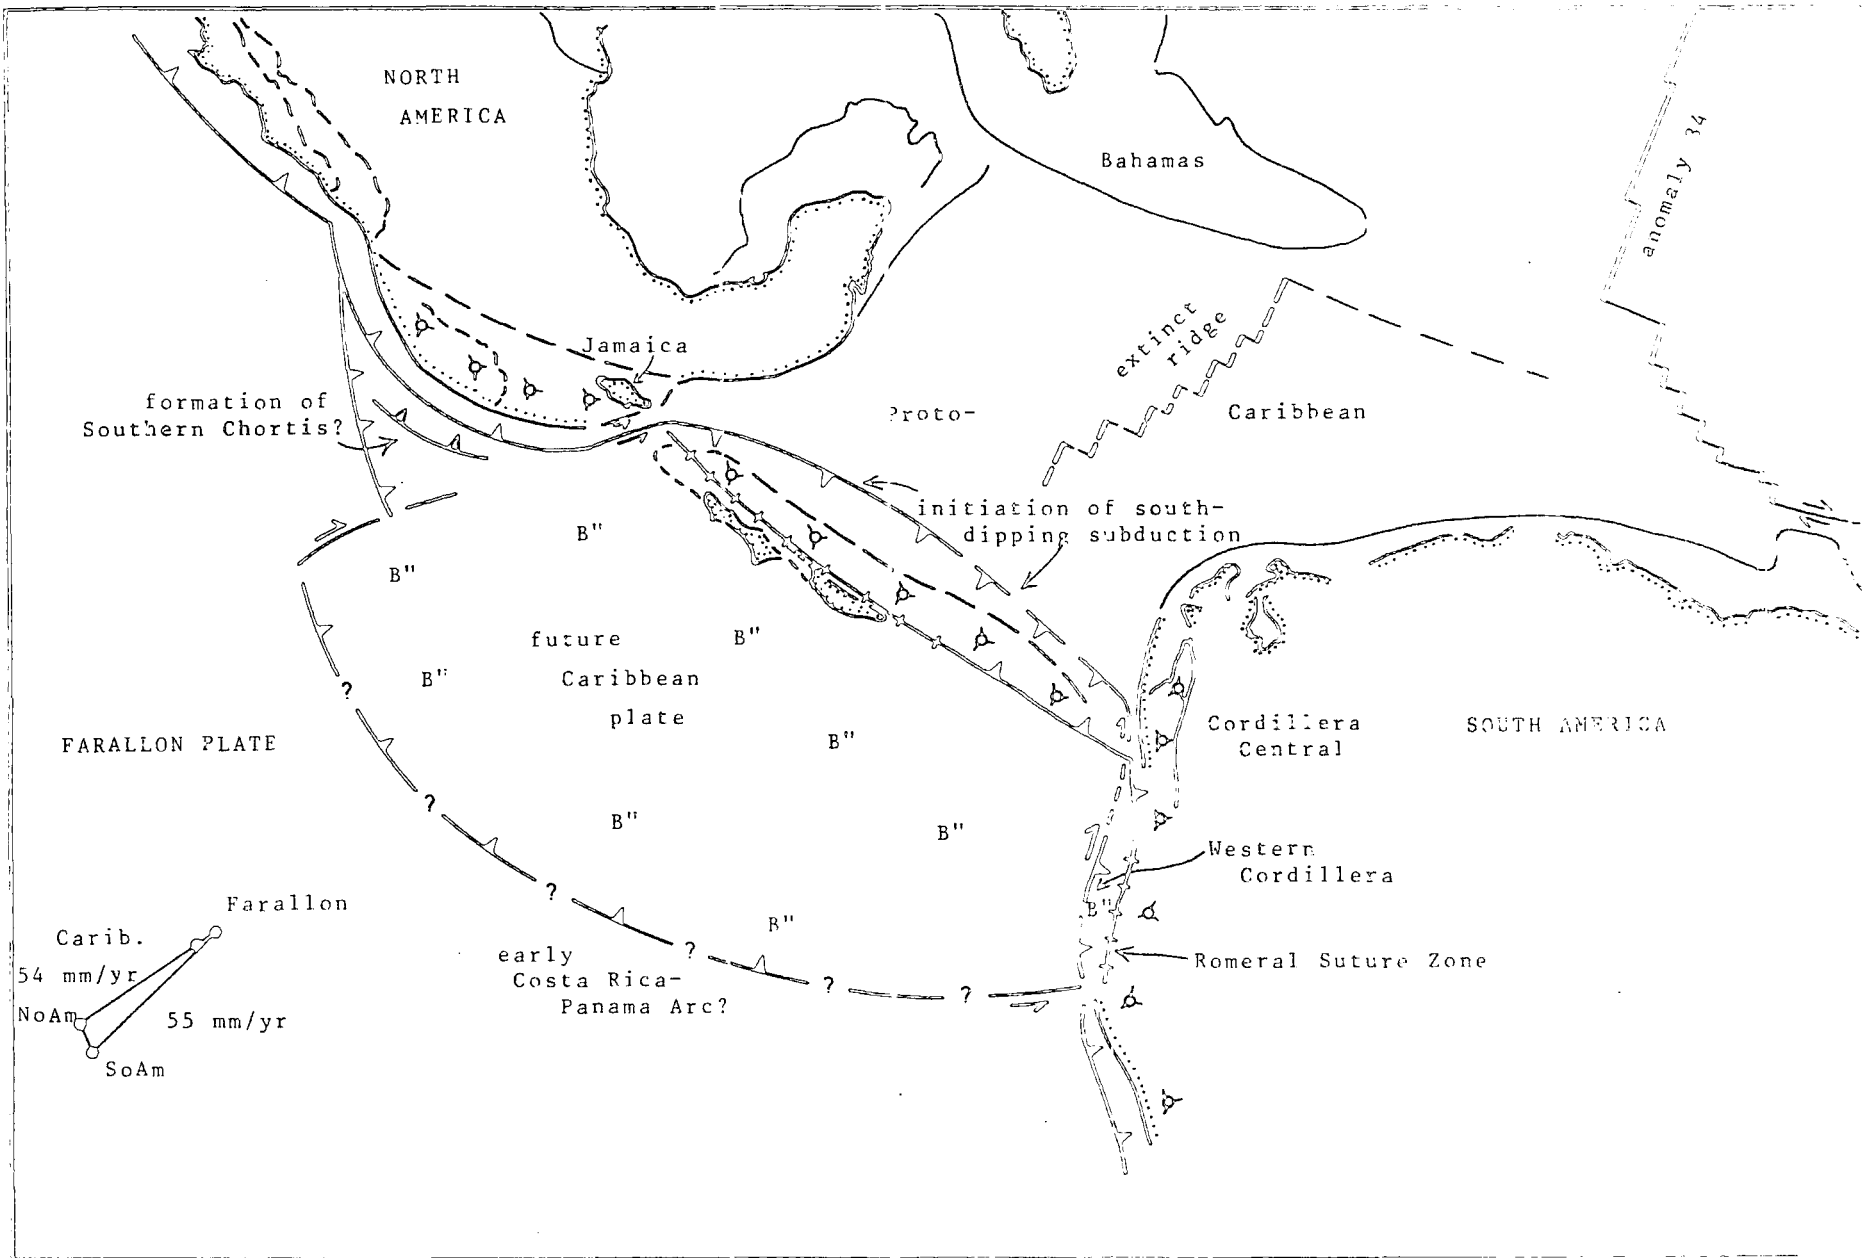 NORTH
AMERICA
Bahamas
anomaly 34
Jamaica
extinct
ridge
formation of
Southern Chortis?
Proto-
Caribbean
initiation of south-
dipping subduction
B"
B"
future
Caribbean
plate
B"
B"
FARALLON PLATE
B"
Cordillera
Central
SOUTH AMERICA
B"
B"
Western
Cordillera
B"
B"
Farallon
Carib.
54 mm/yr
NoAm
55 mm/yr
SoAm
early
Costa Rica-
Panama Arc?
Romeral Suture Zone
?
?
?
?
?
?